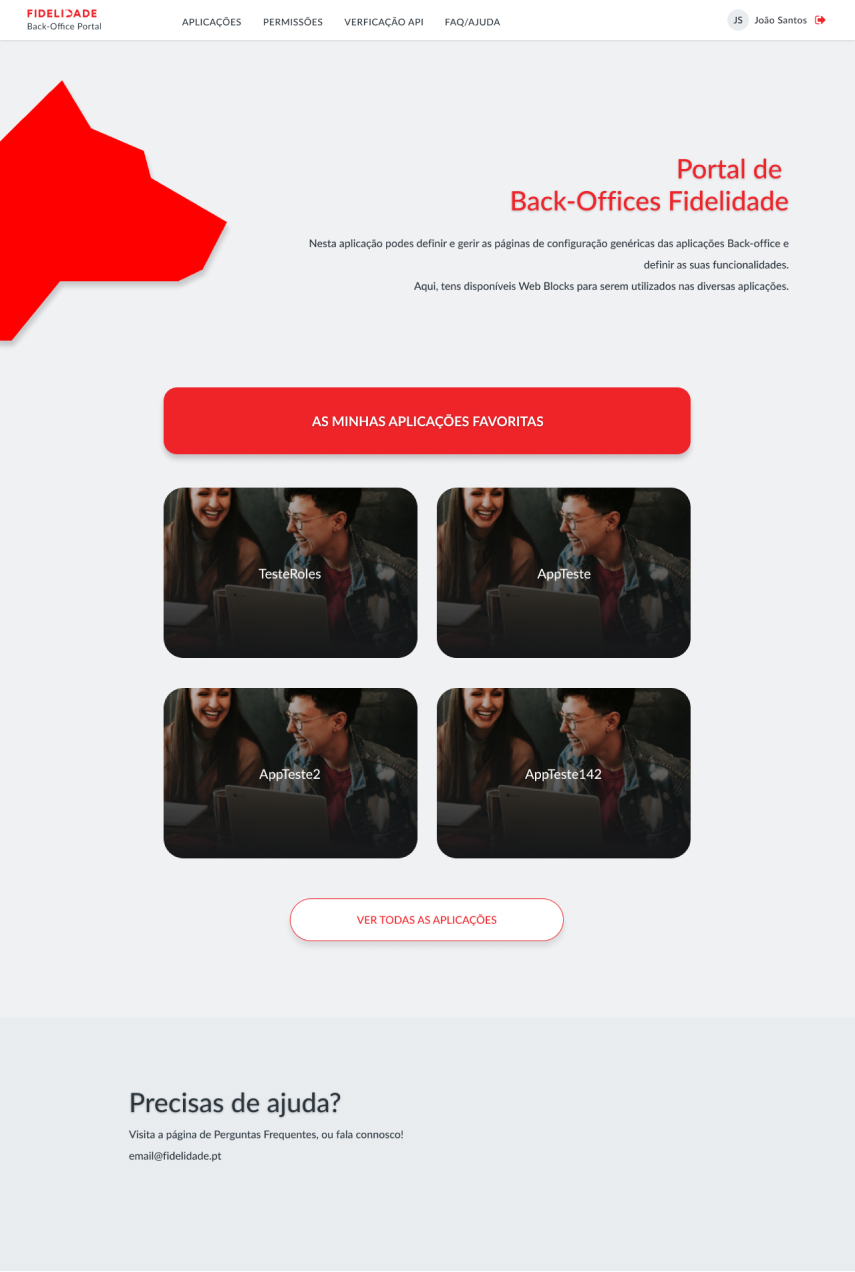 FIDELIDADE
Back-Office Portal
APLICAÇÕES
PERMISSÕES
VERFICAÇÃO API
FAQ/AJUDA
JS
João Santos
Portal de
Back-Offices Fidelidade
Nesta aplicação podes definir e gerir as páginas de configuração genéricas das aplicações Back-office e
definir as suas funcionalidades.
Aqui, tens disponíveis Web Blocks para serem utilizados nas diversas aplicações.
AS MINHAS APLICAÇÕES FAVORITAS
TesteRoles
AppTeste
AppTeste2
AppTeste142
VER TODAS AS APLICAÇÕES
Precisas de ajuda?
Visita a página de Perguntas Frequentes, ou fala connosco!
email@fidelidade.pt